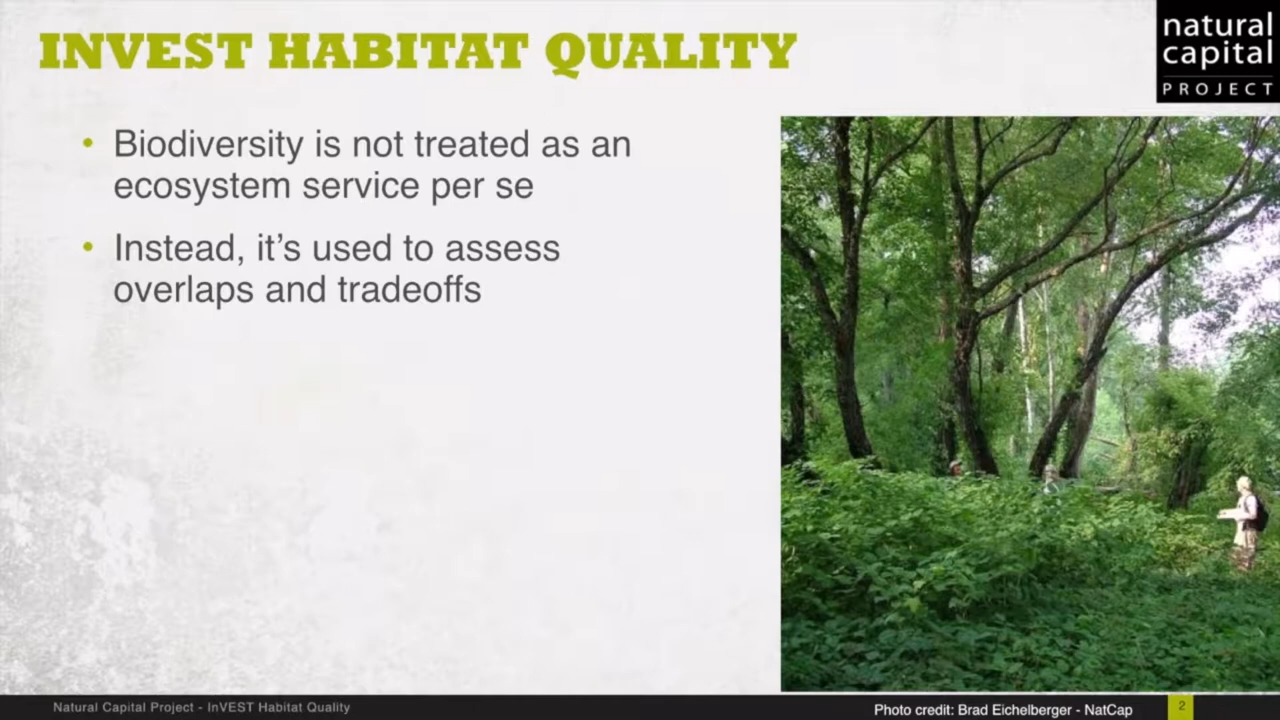 INVEST HABITAT QUALITY
natural
capital
PROJECT
• Biodiversity is not treated as an
ecosystem service per se
• Instead, it's used to assess
overlaps and tradeoffs
Natural Capital Project - InVEST Habitat Quality
Photo credit: Brad Eichelberger - NatCap
2